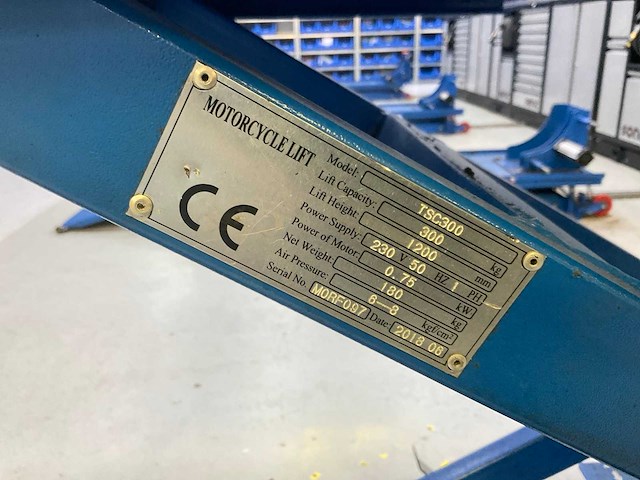 MOTORCYCLE LIFT
CE
Model: TSC300
Lift Capacity: 300 kg
Lift Height: 1200 mm
Power Supply: 230 V 50 HZ 1 PH
Power of Motor: 0.75 kW
Net Weight: 180 kg
Air Pressure: 6—8 kgf/cm²
Serial No. MORF097 Date: 2018 06